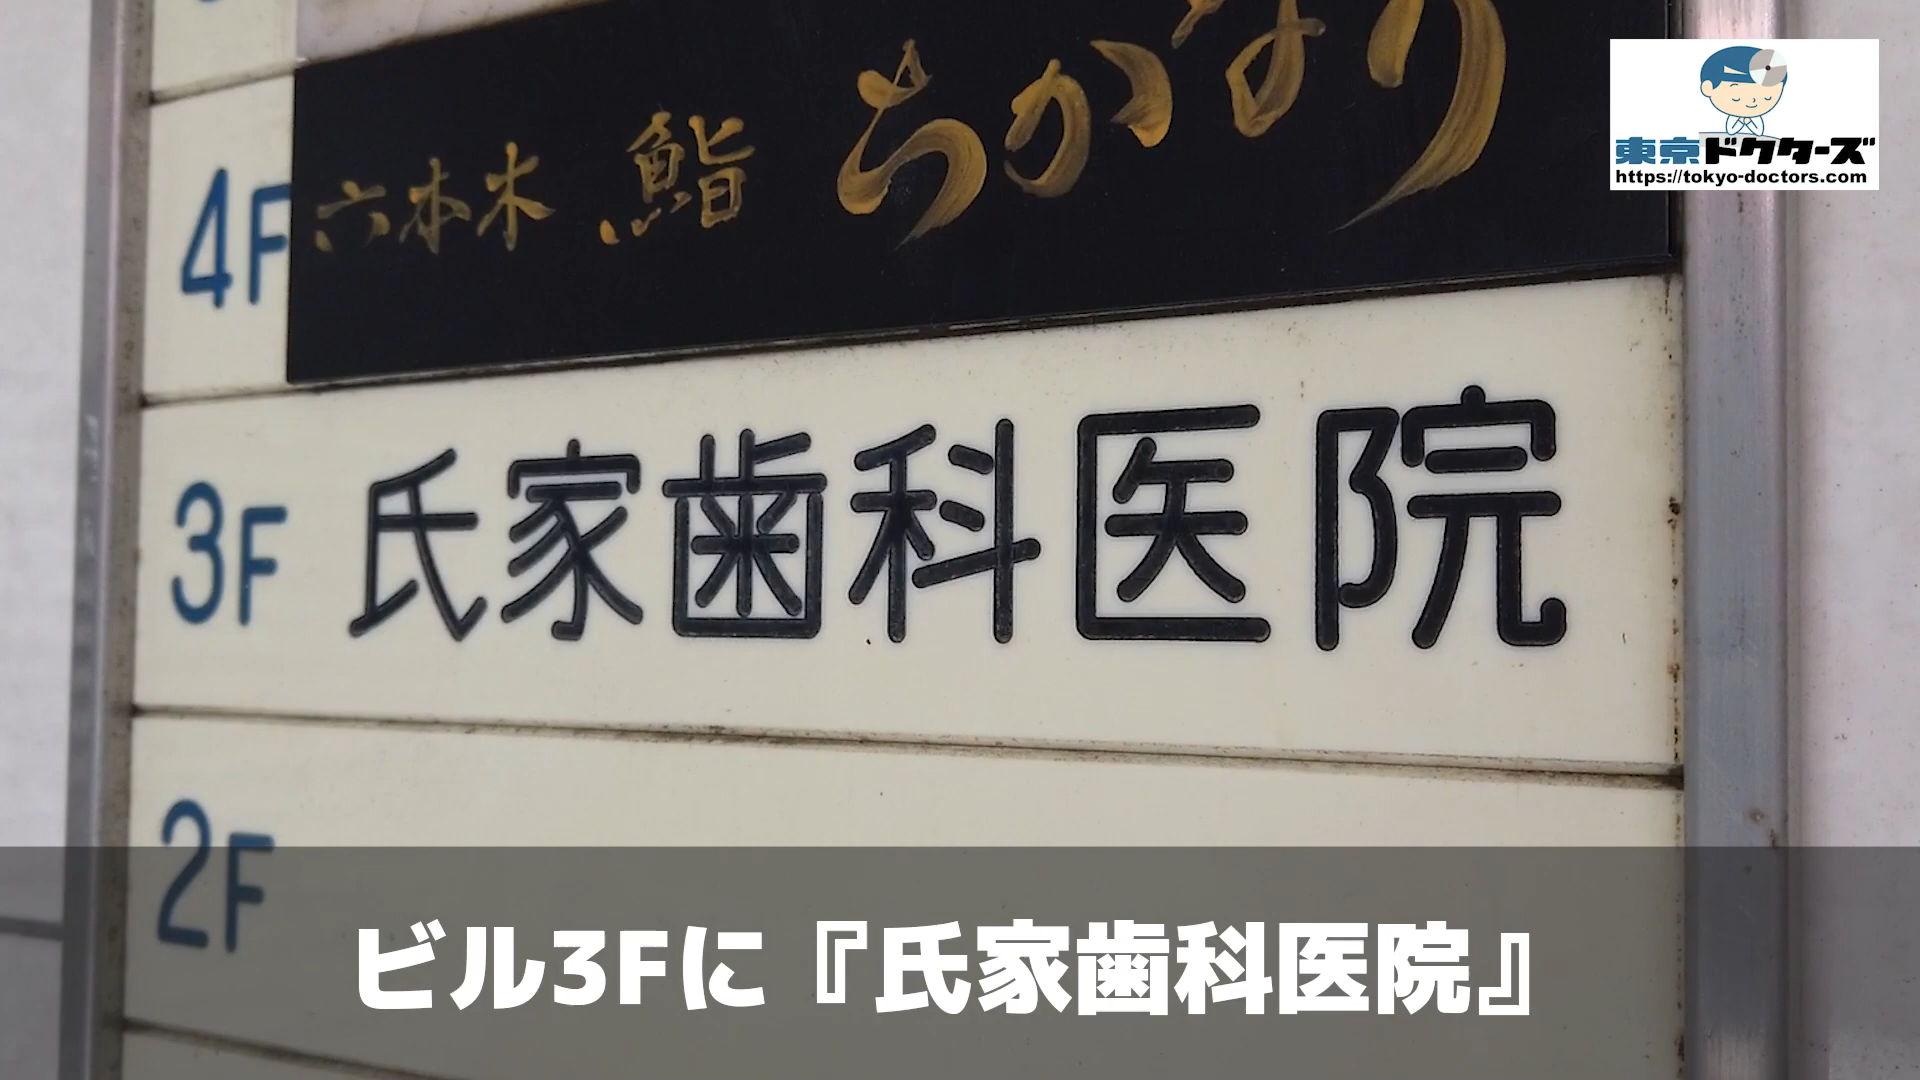 4F 六本木 鮨 ちかなり
東京ドクターズ
https://tokyo-doctors.com
3F 氏家歯科医院
2F
ビル3Fに『氏家歯科医院』